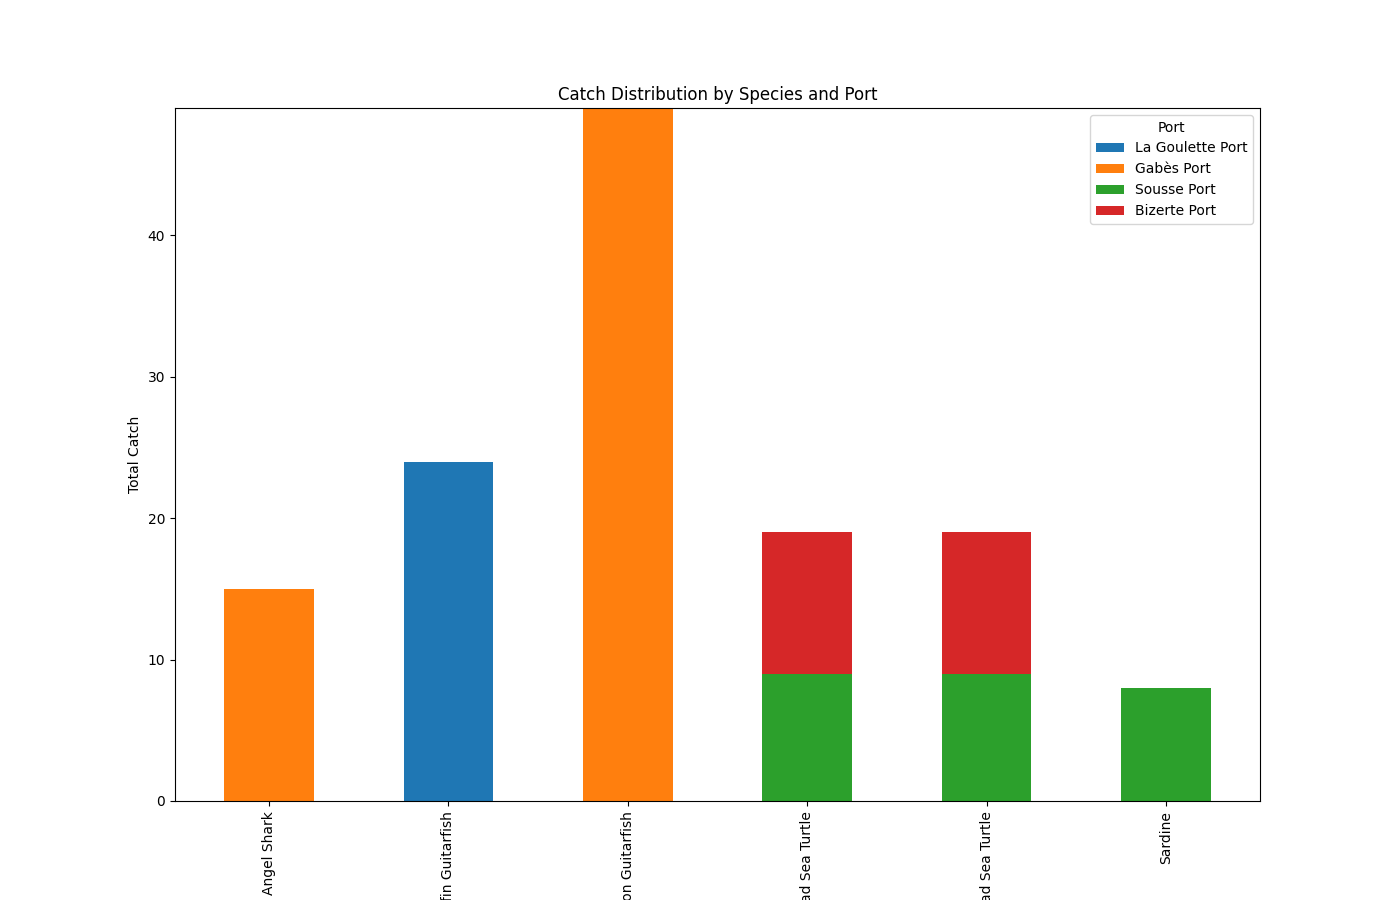 Catch Distribution by Species and Port
Port
La Goulette Port
Gabès Port
Sousse Port
Bizerte Port
Total Catch
40
30
20
10
0
Angel Shark
Guitarfish
Guitarfish
Sea Turtle
Sea Turtle
Sardine